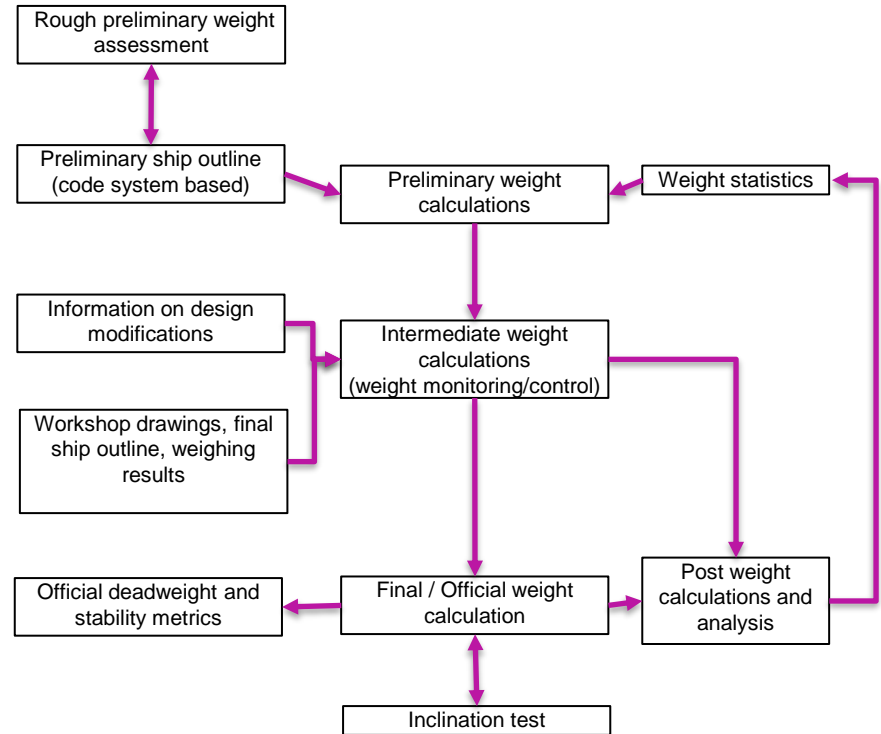 Rough preliminary weight
assessment
Preliminary ship outline
(code system based)
Preliminary weight
calculations
Weight statistics
Information on design
modifications
Intermediate weight
calculations
(weight monitoring/control)
Workshop drawings, final
ship outline, weighing
results
Official deadweight and
stability metrics
Final / Official weight
calculation
Post weight
calculations and
analysis
Inclination test